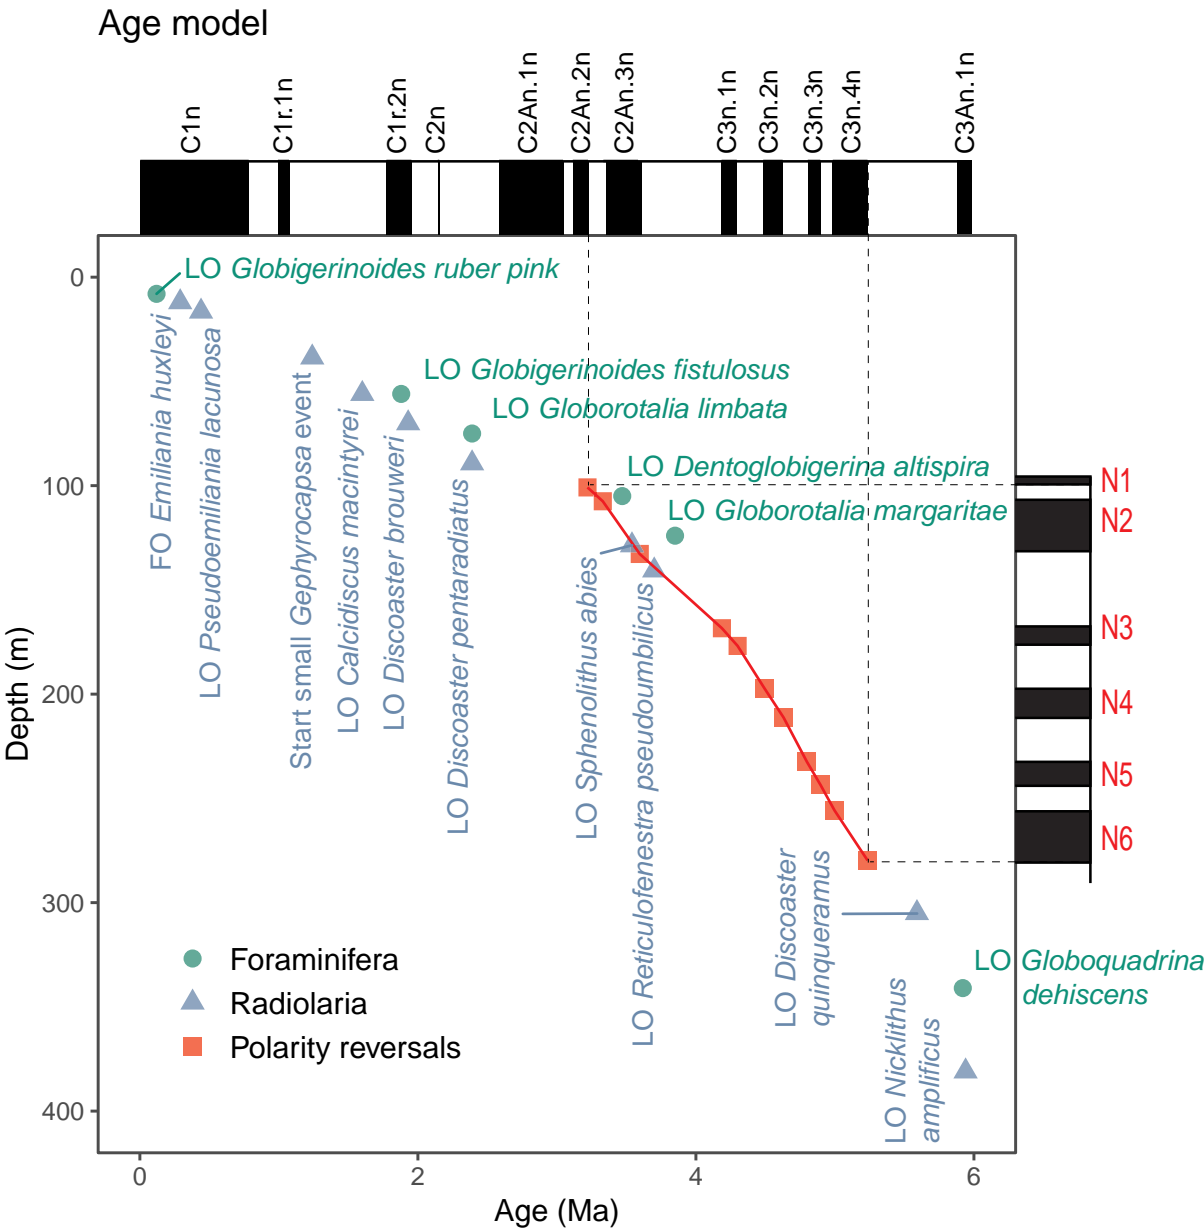 Age model
C1n
C1r.1n
C1r.2n
C2n
C2An.1n
C2An.2n
C2An.3n
C3n.1n
C3n.2n
C3n.3n
C3n.4n
C3An.1n
LO Globigerinoides ruber pink
FO Emiliania huxleyi
LO Pseudoemiliania lacunosa
Start small Gephyrocapsa event
LO Calcidiscus macintyrei
LO Discoaster brouweri
LO Globigerinoides fistulosus
LO Globorotalia limbata
LO Discoaster pentaradiatus
LO Dentoglobigerina altispira
LO Globorotalia margaritae
LO Sphenolithus abies
LO Reticulofenestra pseudoumbilicus
LO Discoaster
quinqueramus
LO Nicklithus
amplificus
LO Globoquadrina
dehiscens
N1
N2
N3
N4
N5
N6
Foraminifera
Radiolaria
Polarity reversals
Depth (m)
0
100
200
300
400
0
2
4
6
Age (Ma)